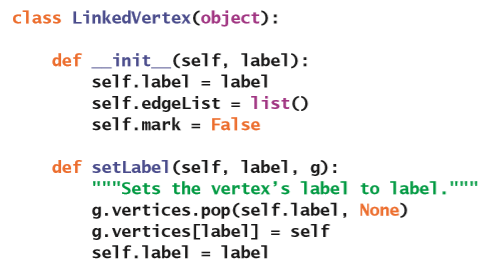 class LinkedVertex(object):
def __init__(self, label):
self.label = label
self.edgeList = list()
self.mark = False
def setLabel(self, label, g):
"""Sets the vertex’s label to label."""
g.vertices.pop(self.label, None)
g.vertices[label] = self
self.label = label